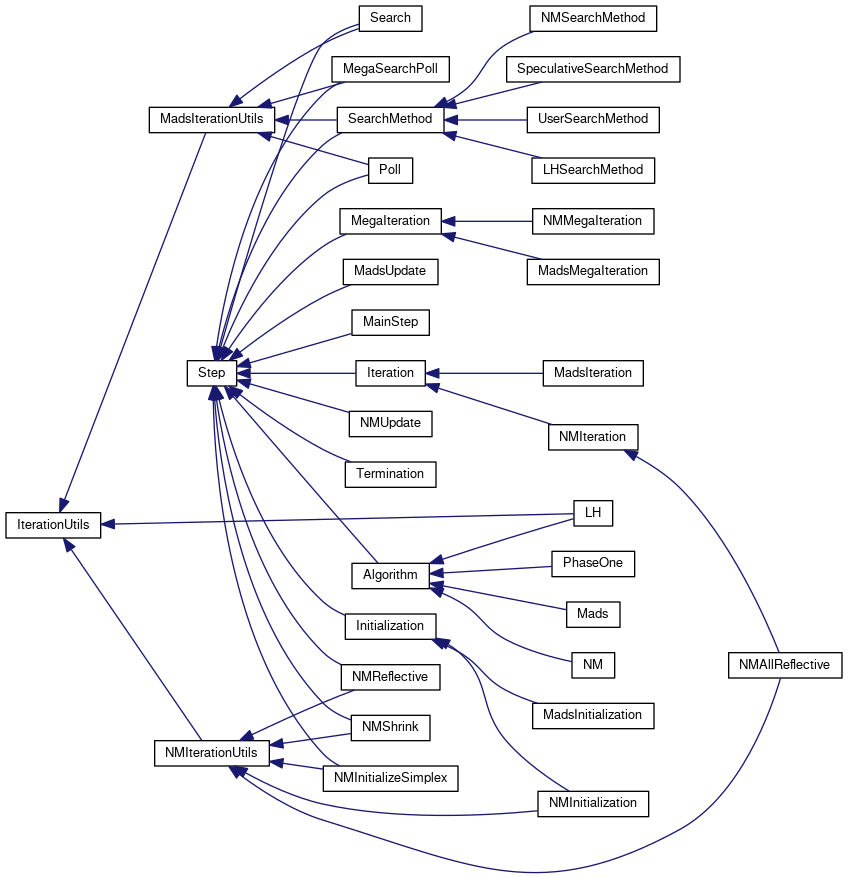 Search
NMSearchMethod
MegaSearchPoll
SpeculativeSearchMethod
MadsIterationUtils
SearchMethod
UserSearchMethod
Poll
LHSearchMethod
MegaIteration
NMMegaIteration
MadsUpdate
MadsMegaIteration
MainStep
Step
Iteration
MadsIteration
NMUpdate
NMIteration
Termination
IterationUtils
LH
Algorithm
PhaseOne
Initialization
Mads
NMReflective
NM
NMAllReflective
NMShrink
MadsInitialization
NMIterationUtils
NMInitializeSimplex
NMInitialization